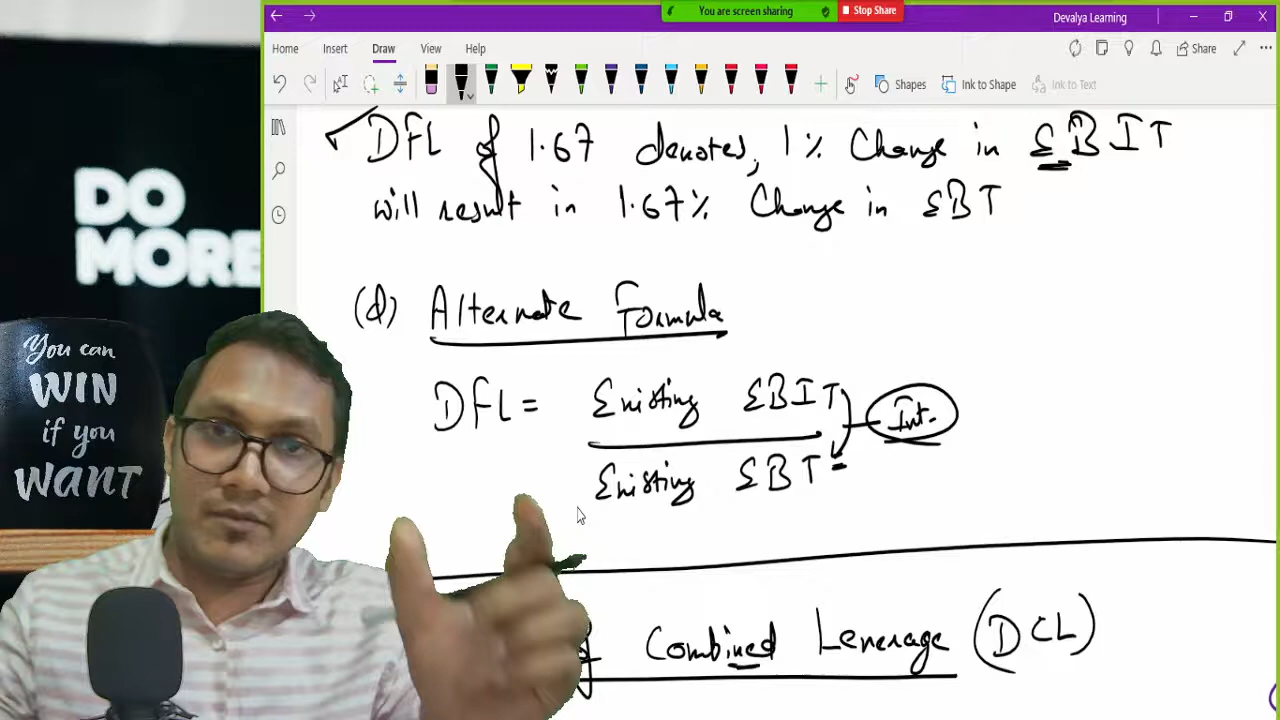 You are screen sharing
Stop Share
Devalya Learning
Home Insert Draw View Help
Share
Shapes
Ink to Shape
Ink to Text
DFL of 1.67 denotes, 1% Change in EBIT
will result in 1.67% Change in EBT
(d) Alternate Formula
DFL = Existing EBIT
Int.
Existing EBT
of Combined Leverage (DCL)
DO
MORE
You can
WIN
if you
WANT